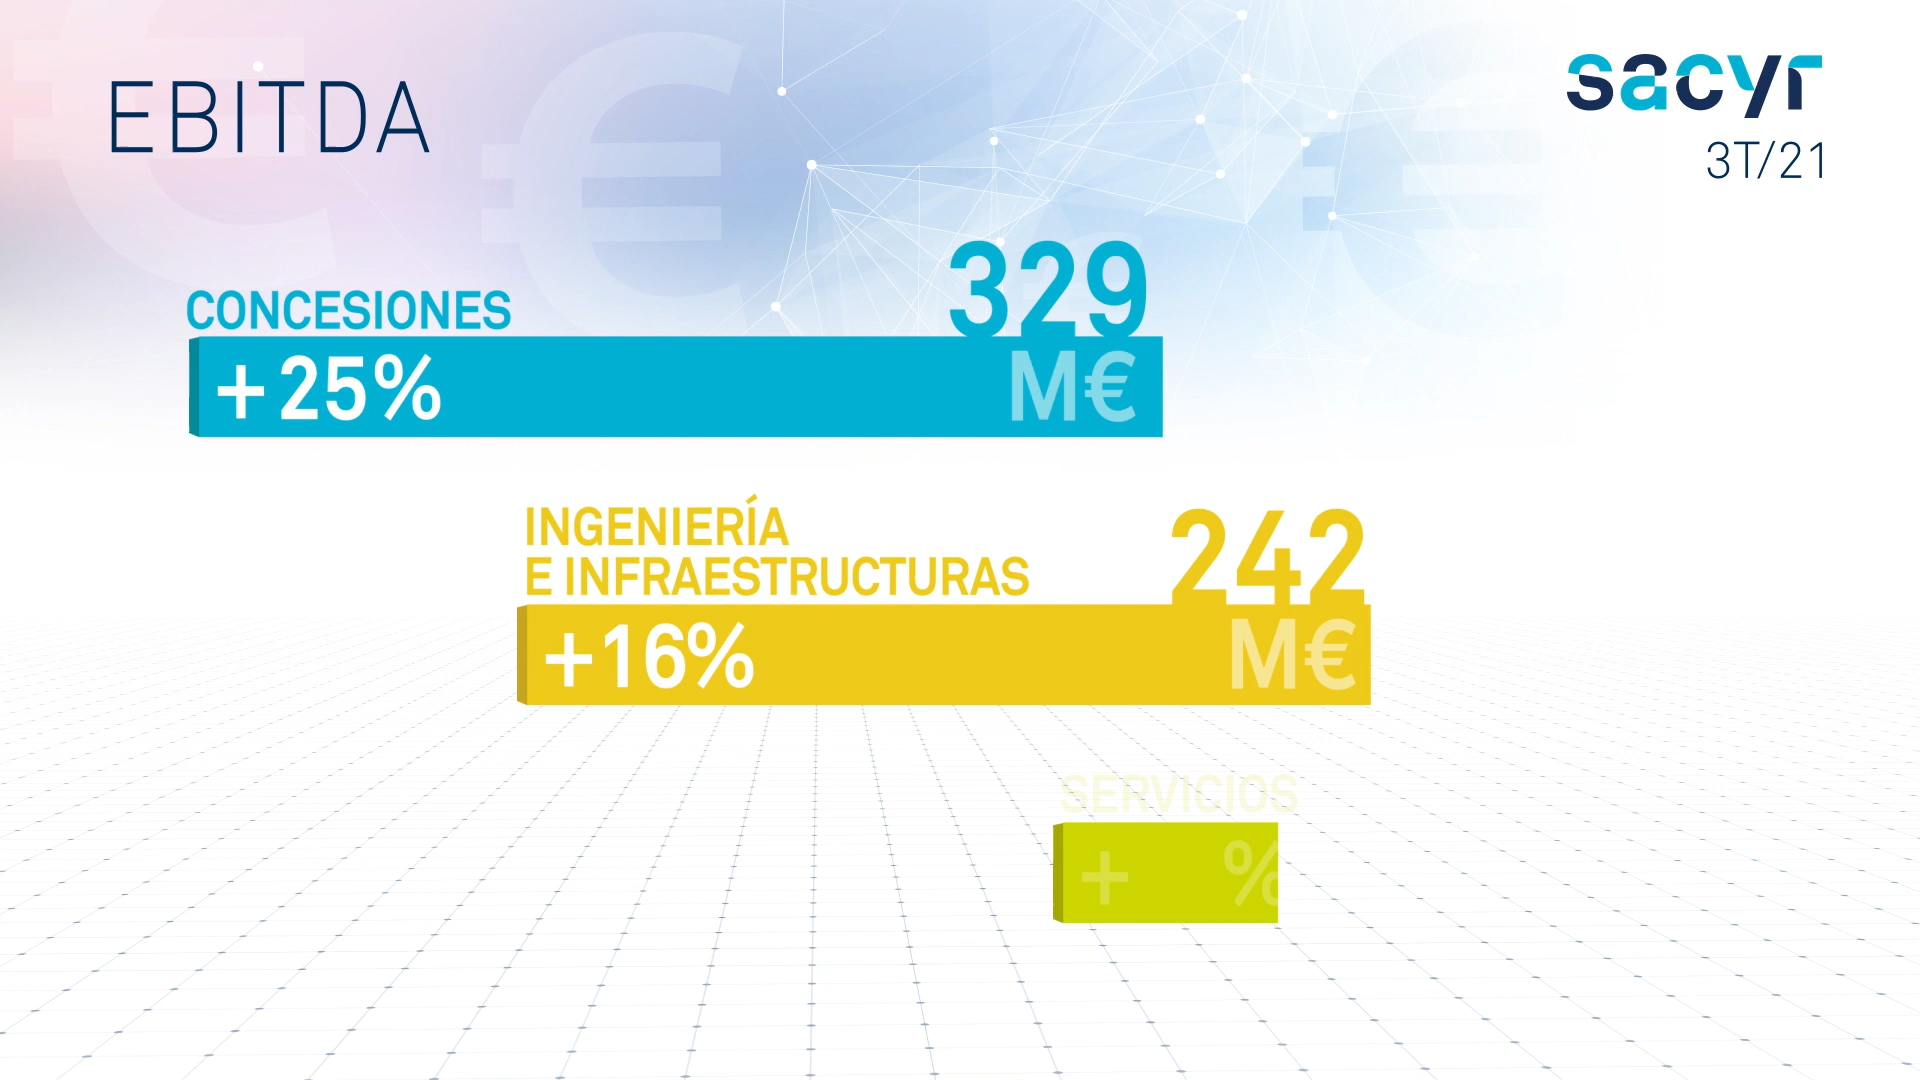 EBITDA
sacyr
3T/21
CONCESIONES
329
+25%
M€
INGENIERÍA
E INFRAESTRUCTURAS
242
+16%
M€
SERVICIOS
+ %